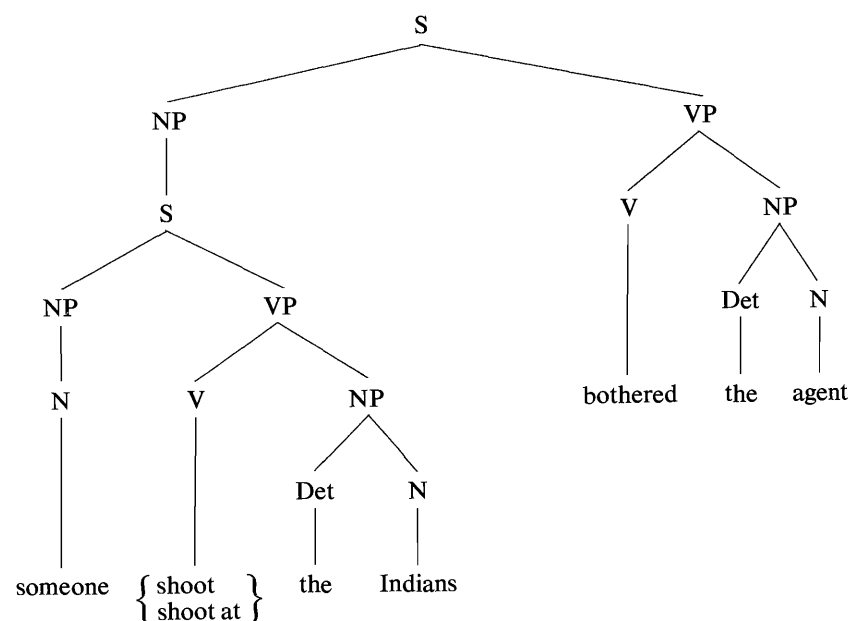 S
NP VP
S V NP
NP VP Det N
N V NP bothered the agent
Det N
someone { shoot } the Indians
{ shoot at }